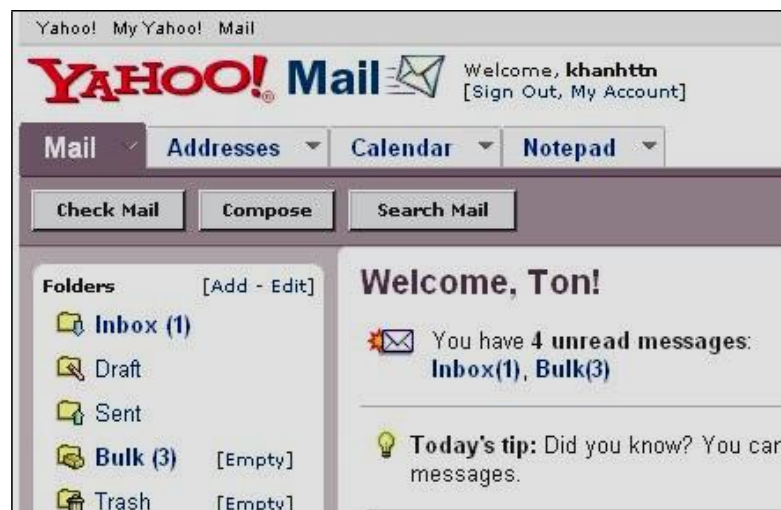 Yahoo! My Yahoo! Mail
YAHOO!® Mail
Welcome, khanhttn
[Sign Out, My Account]
Mail Addresses Calendar Notepad
Check Mail Compose Search Mail
Folders [Add - Edit]
Inbox (1)
Draft
Sent
Bulk (3) [Empty]
Trash [Empty]
Welcome, Ton!
You have 4 unread messages:
Inbox(1), Bulk(3)
Today's tip: Did you know? You can
messages.